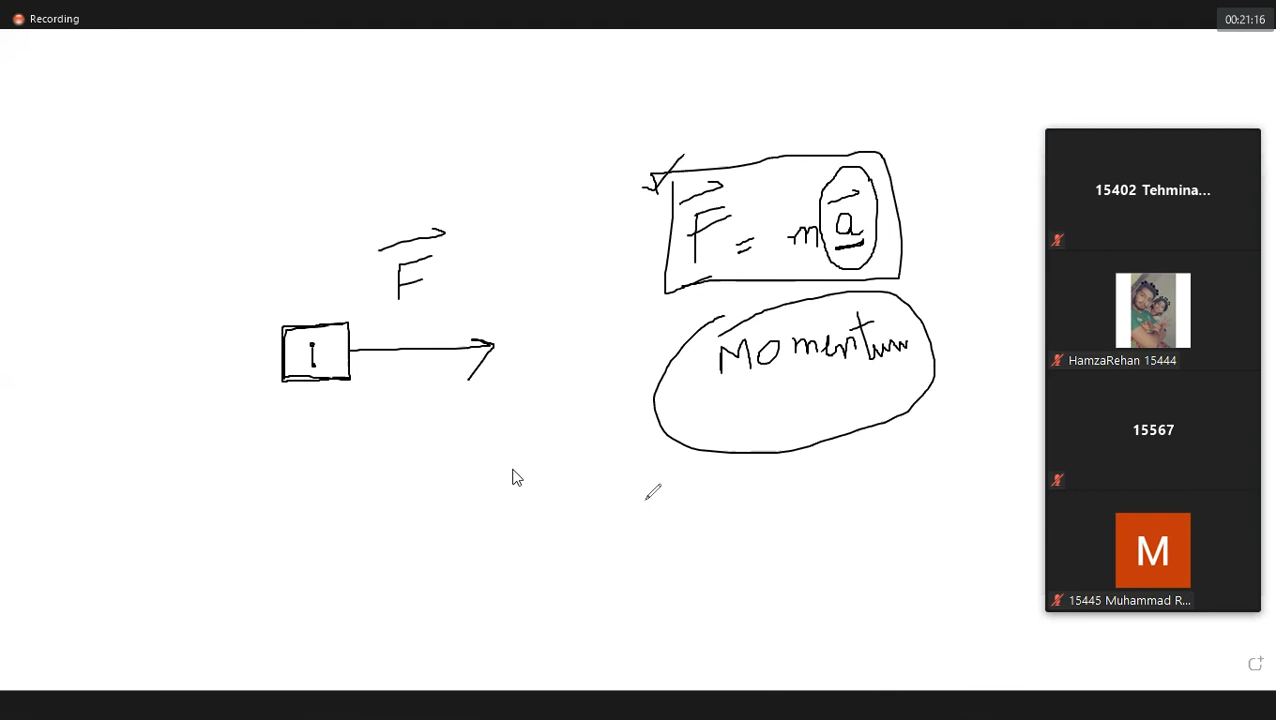 Recording
00:21:16
F
I
F = ma
Momentum
15402 Tehmina...
HamzaRehan 15444
15567
M
15445 Muhammad R...